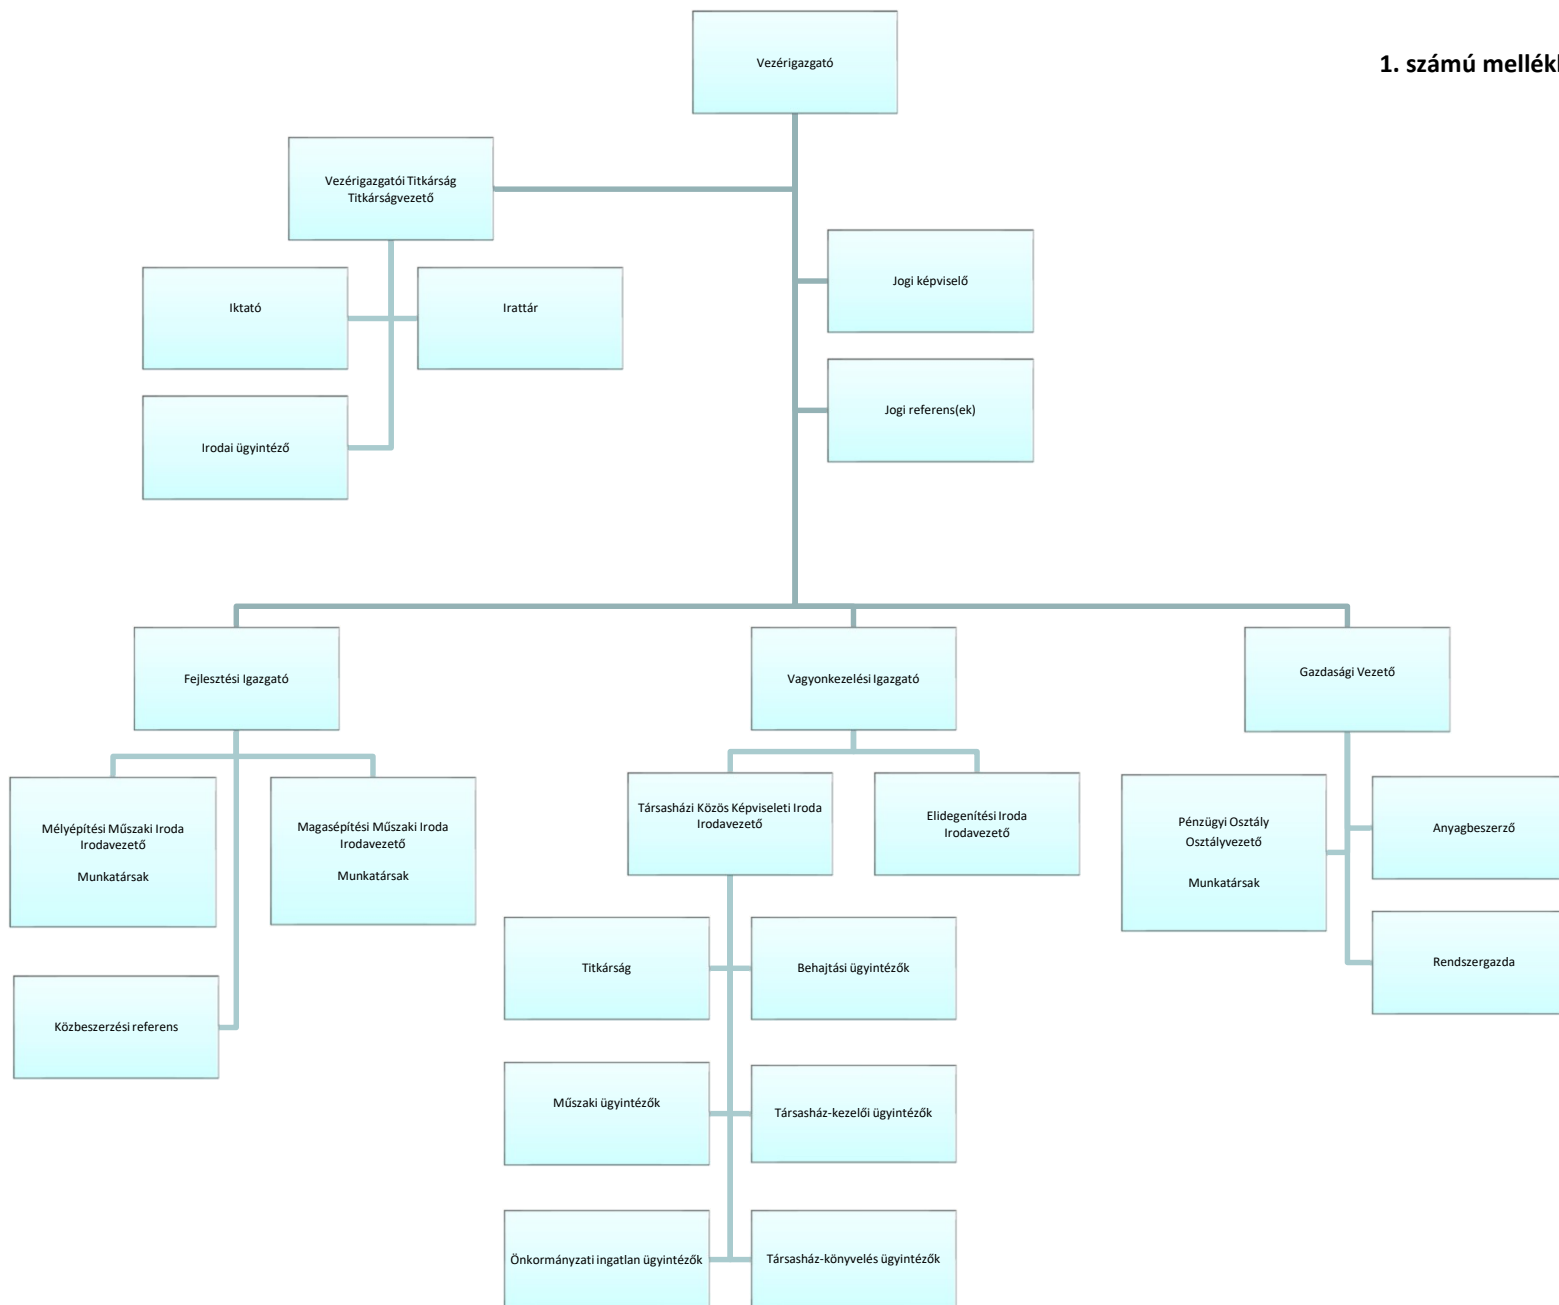 Vezérigazgató
1. számú mellékl
Vezérigazgatói Titkárság
Titkárságvezető
Jogi képviselő
Iktató
Irattár
Jogi referens(ek)
Irodai ügyintéző
Fejlesztési Igazgató
Vagyonkezelési Igazgató
Gazdasági Vezető
Mélyépítési Műszaki Iroda
Irodavezető
Munkatársak
Magasépítési Műszaki Iroda
Irodavezető
Munkatársak
Társasházi Közös Képviseleti Iroda
Irodavezető
Elidegenítési Iroda
Irodavezető
Pénzügyi Osztály
Osztályvezető
Munkatársak
Anyagbeszerző
Titkárság
Behajtási ügyintézők
Rendszergazda
Közbeszerzési referens
Műszaki ügyintézők
Társasház-kezelői ügyintézők
Önkormányzati ingatlan ügyintézők
Társasház-könyvelés ügyintézők